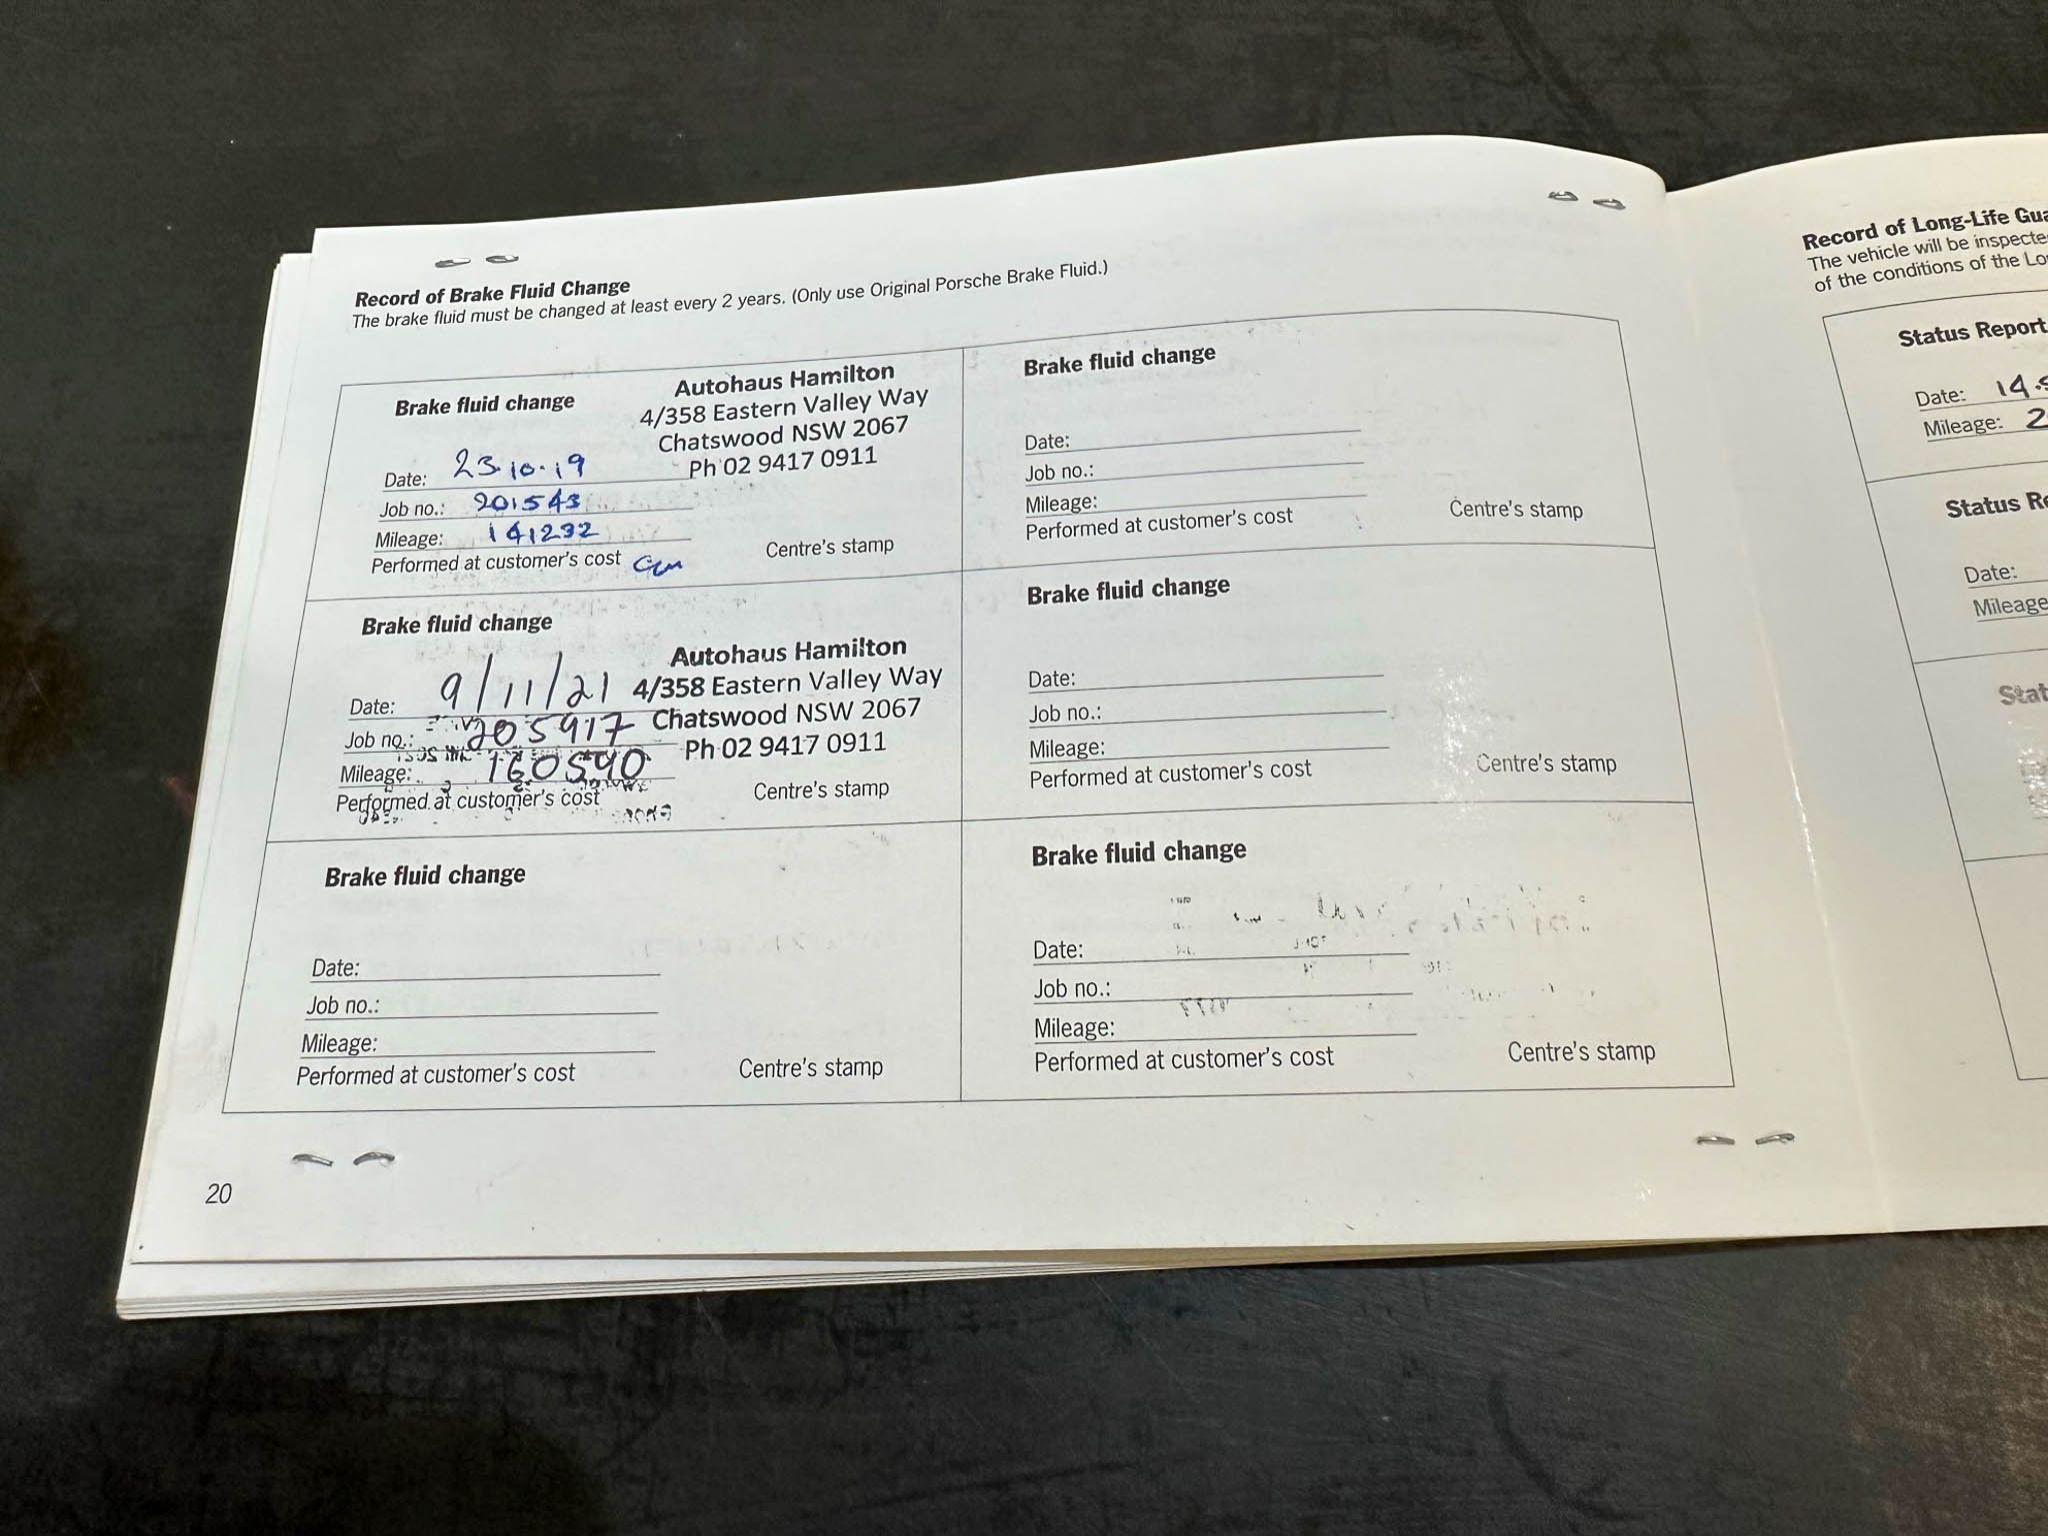 Record of Brake Fluid Change
The brake fluid must be changed at least every 2 years. (Only use Original Porsche Brake Fluid.)
Brake fluid change
Autohaus Hamilton
4/358 Eastern Valley Way
Chatswood NSW 2067
Ph 02 9417 0911
Date: 23.10.19
Job no.: 201543
Mileage: 141232
Performed at customer's cost
Centre's stamp
Brake fluid change
Autohaus Hamilton
4/358 Eastern Valley Way
Chatswood NSW 2067
Ph 02 9417 0911
Date: 9/11/21
Job no.: 205917
Mileage: 160590
Performed at customer's cost
Centre's stamp
Brake fluid change
Date:
Job no.:
Mileage:
Performed at customer's cost
Centre's stamp
Brake fluid change
Date:
Job no.:
Mileage:
Performed at customer's cost
Centre's stamp
Brake fluid change
Date:
Job no.:
Mileage:
Performed at customer's cost
Centre's stamp
Brake fluid change
Date:
Job no.:
Mileage:
Performed at customer's cost
Centre's stamp
20
Record of Long-Life Gua
The vehicle will be inspecte
of the conditions of the Lo
Status Report
Date: 14.
Mileage: 2
Status Re
Date:
Mileage
Stat